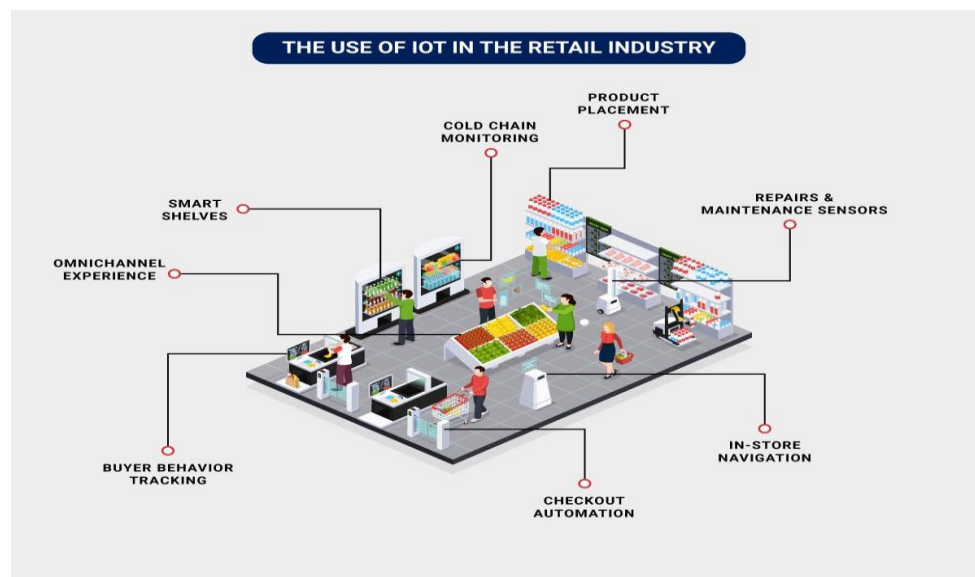 THE USE OF IOT IN THE RETAIL INDUSTRY
PRODUCT
PLACEMENT
COLD CHAIN
MONITORING
SMART
SHELVES
REPAIRS &
MAINTENANCE SENSORS
OMNICHANNEL
EXPERIENCE
BUYER BEHAVIOR
TRACKING
IN-STORE
NAVIGATION
CHECKOUT
AUTOMATION